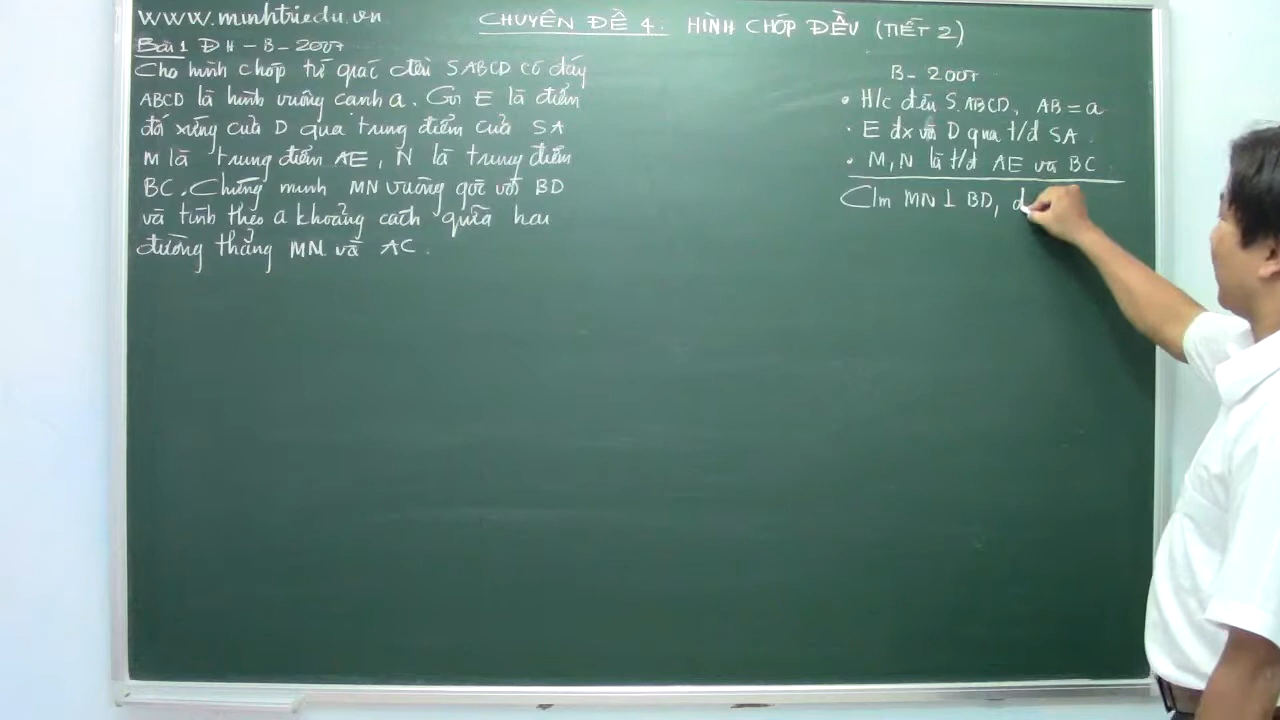 www.minhtriedu.vn
CHUYÊN ĐỀ 4: HÌNH CHÓP ĐỀU (TIẾT 2)
Bài 1 ĐH - B - 2007
Cho hình chóp tứ giác đều SABCD có đáy
ABCD là hình vuông cạnh a. Gọi E là điểm
đối xứng của D qua trung điểm của SA
M là trung điểm AE, N là trung điểm
BC. Chứng minh MN vuông góc với BD
và tính theo a khoảng cách giữa hai
đường thẳng MN và AC.
B - 2007
• H/c đều S.ABCD, AB = a
• E đx với D qua t/đ SA.
• M, N là t/đ AE và BC.
Clm MN ⊥ BD, d